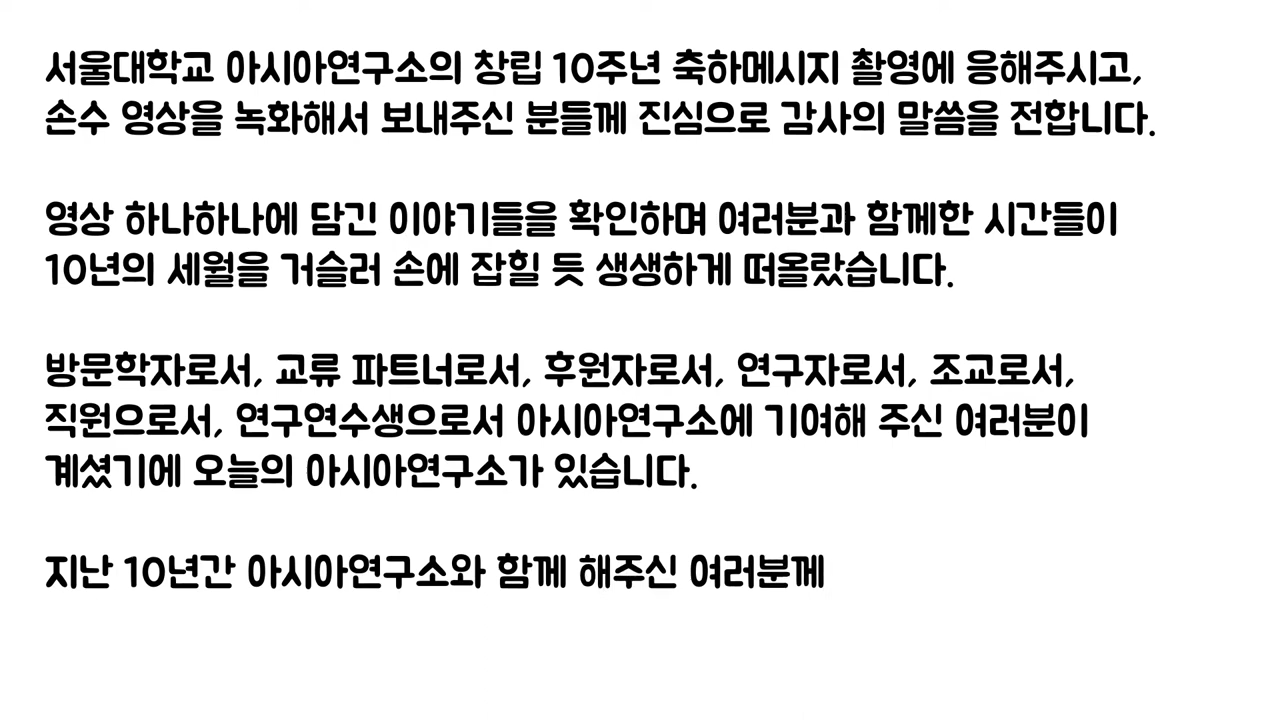 서울대학교 아시아연구소의 창립 10주년 축하메시지 촬영에 응해주시고,
손수 영상을 녹화해서 보내주신 분들께 진심으로 감사의 말씀을 전합니다.
영상 하나하나에 담긴 이야기들을 확인하며 여러분과 함께한 시간들이
10년의 세월을 거슬러 손에 잡힐 듯 생생하게 떠올랐습니다.
방문학자로서, 교류 파트너로서, 후원자로서, 연구자로서, 조교로서,
직원으로서, 연구연수생으로서 아시아연구소에 기여해 주신 여러분이
계셨기에 오늘의 아시아연구소가 있습니다.
지난 10년간 아시아연구소와 함께 해주신 여러분께